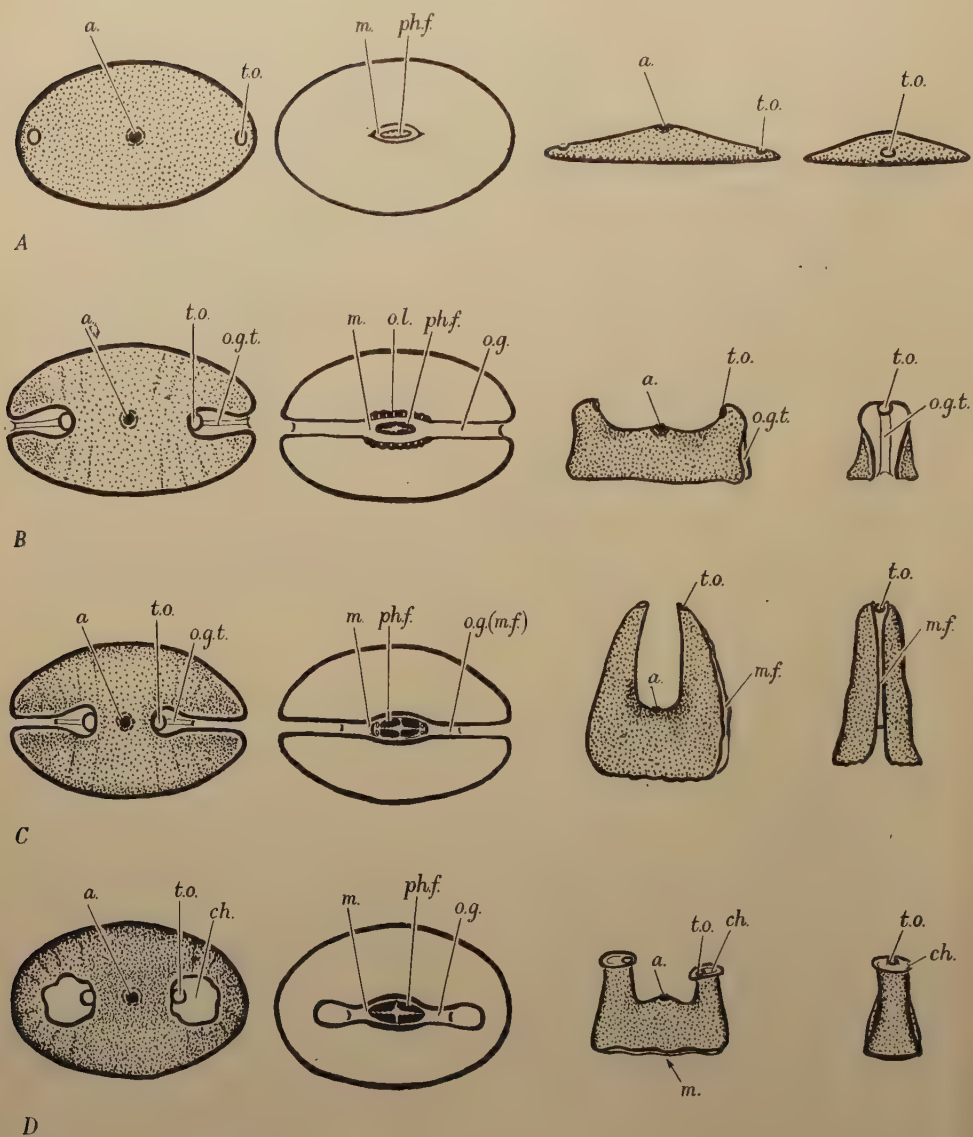 a. t.o. m. ph.f. a. t.o. t.o.
A
a. t.o. o.g.t. m. o.l. ph.f. o.g. a. t.o. o.g.t. t.o. o.g.t.
B
a t.o. o.g.t. m. ph.f. o.g.(m.f.) a. t.o. m.f. t.o. m.f.
C
a. t.o. ch. m. ph.f. o.g. a. t.o. ch. m. t.o. ch.
D